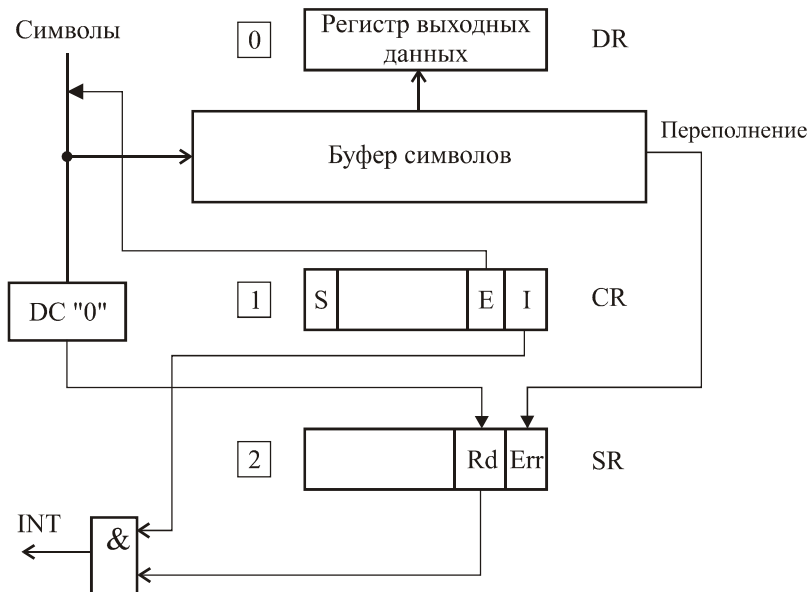 Символы
0
Регистр выходных
данных
DR
Буфер символов
Переполнение
DC "0"
1
S
E
I
CR
2
Rd
Err
SR
INT
&